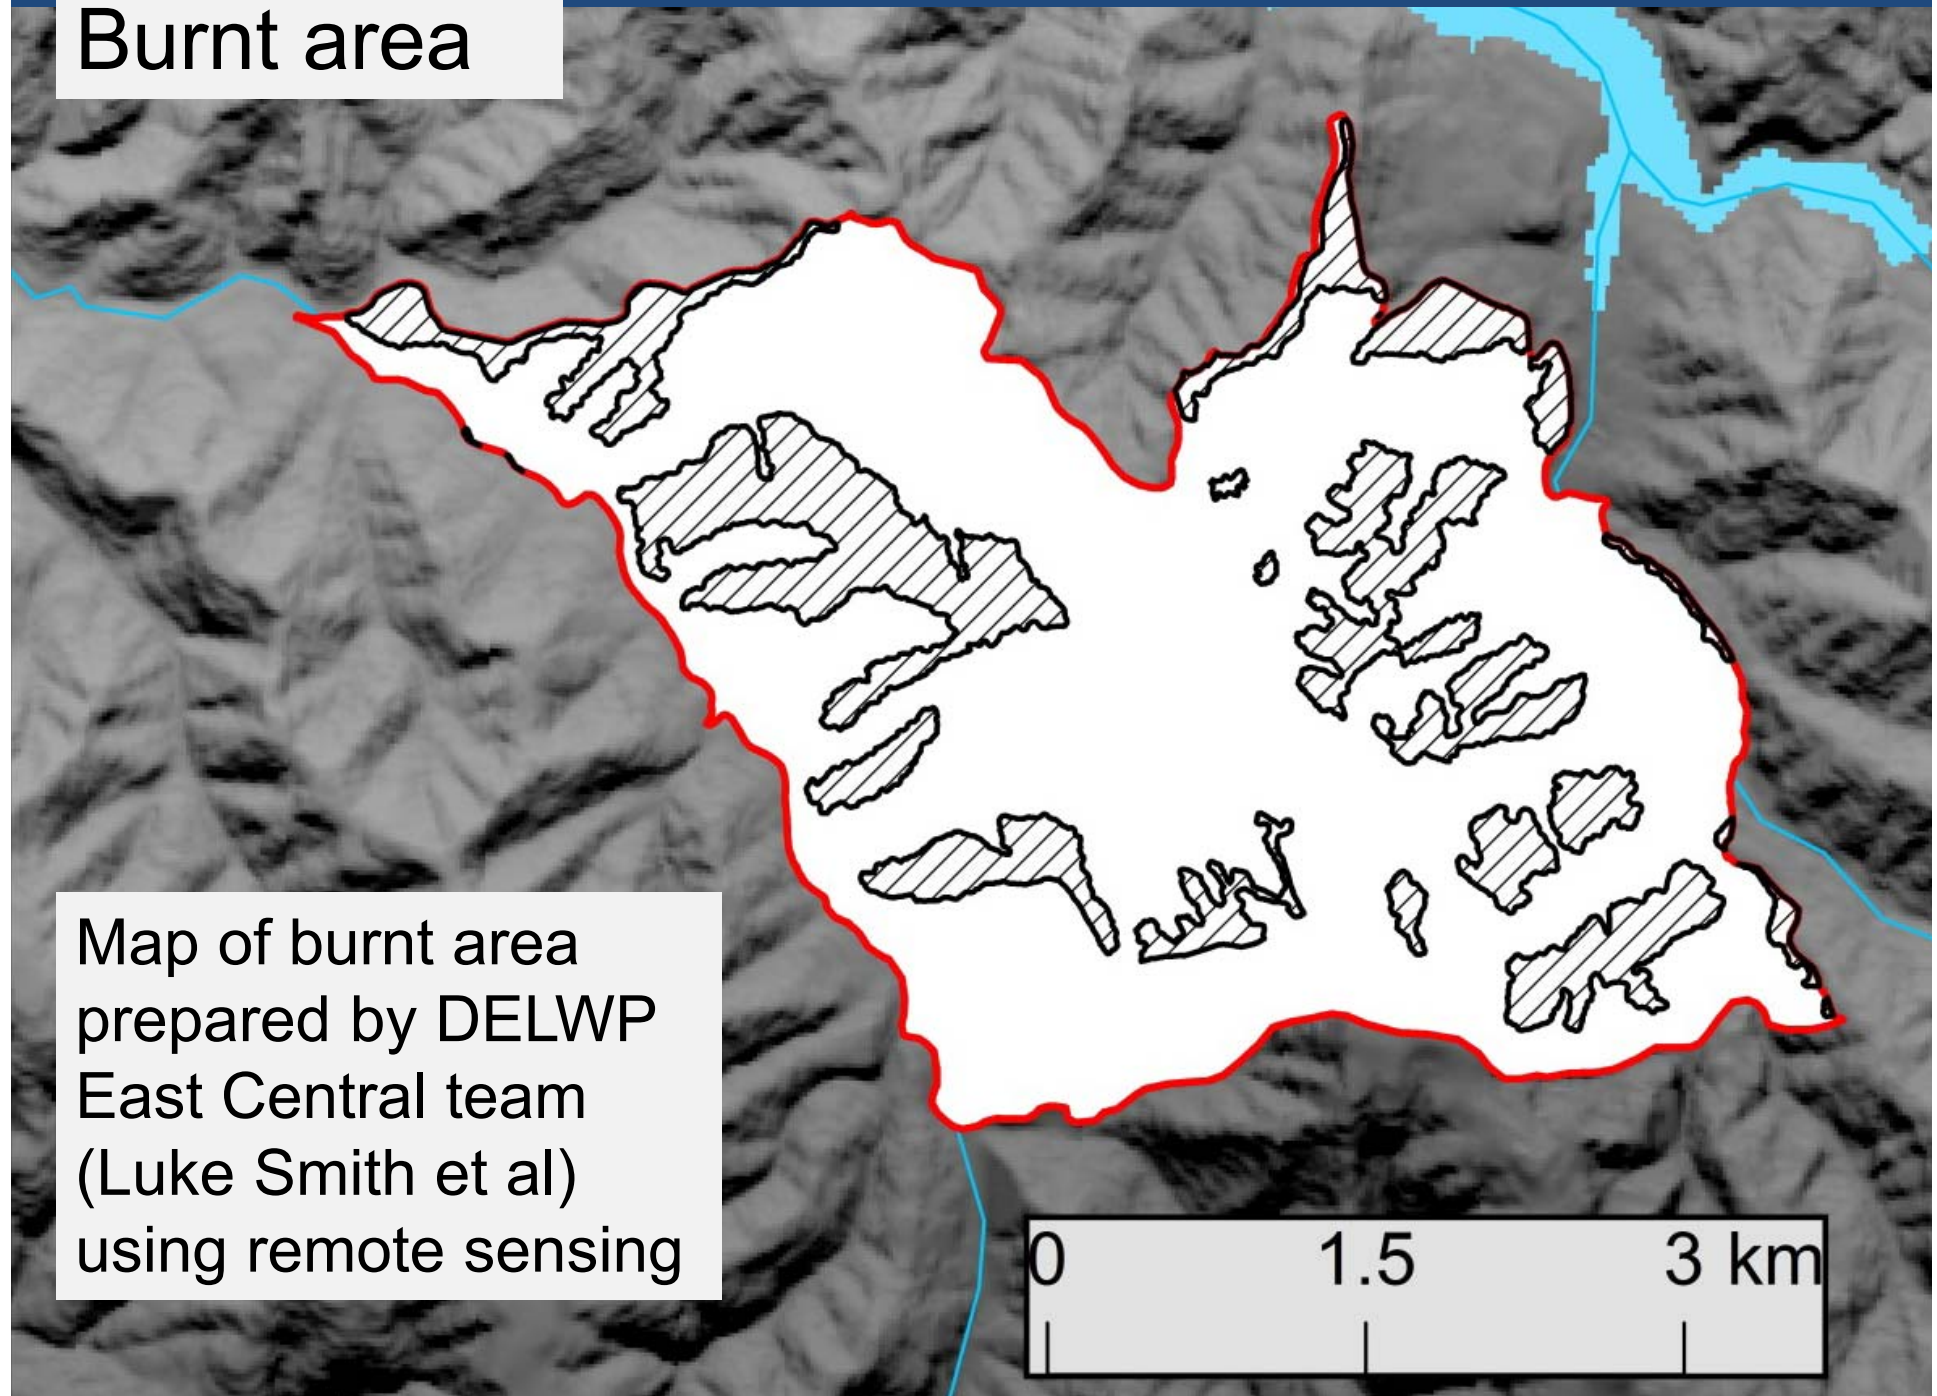 Burnt area
Map of burnt area
prepared by DELWP
East Central team
(Luke Smith et al)
using remote sensing
0 1.5 3 km